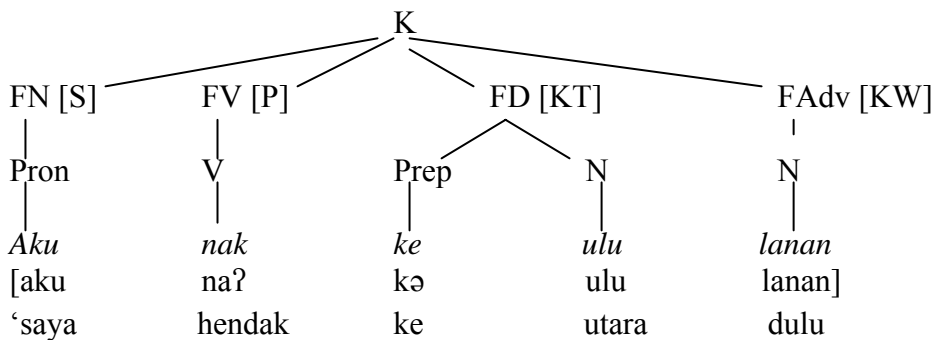 K
FN [S] FV [P] FD [KT] FAdv [KW]
Pron V Prep N N
Aku nak ke ulu lanan
[aku naʔ kə ulu lanan]
‘saya hendak ke utara dulu